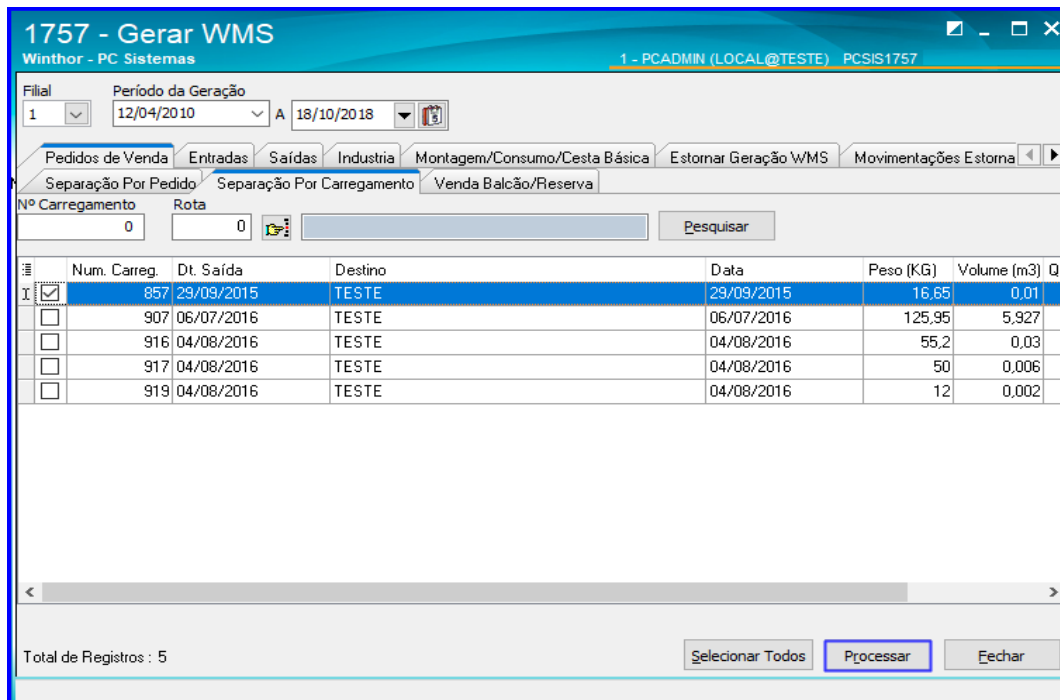 1757 - Gerar WMS
Winthor - PC Sistemas
1 - PCADMIN (LOCAL@TESTE) PCSIS1757
Filial Período da Geração
1 12/04/2010 A 18/10/2018
Pedidos de Venda Entradas Saídas Industria Montagem/Consumo/Cesta Básica Estornar Geração WMS Movimentações Estorna
Separação Por Pedido Separação Por Carregamento Venda Balcão/Reserva
Nº Carregamento Rota
0 0 Pesquisar
Num. Carreg. Dt. Saída Destino Data Peso (KG) Volume (m3) Q
857 29/09/2015 TESTE 29/09/2015 16,65 0,01
907 06/07/2016 TESTE 06/07/2016 125,95 5,927
916 04/08/2016 TESTE 04/08/2016 55,2 0,03
917 04/08/2016 TESTE 04/08/2016 50 0,006
919 04/08/2016 TESTE 04/08/2016 12 0,002
Total de Registros : 5 Selecionar Todos Processar Fechar